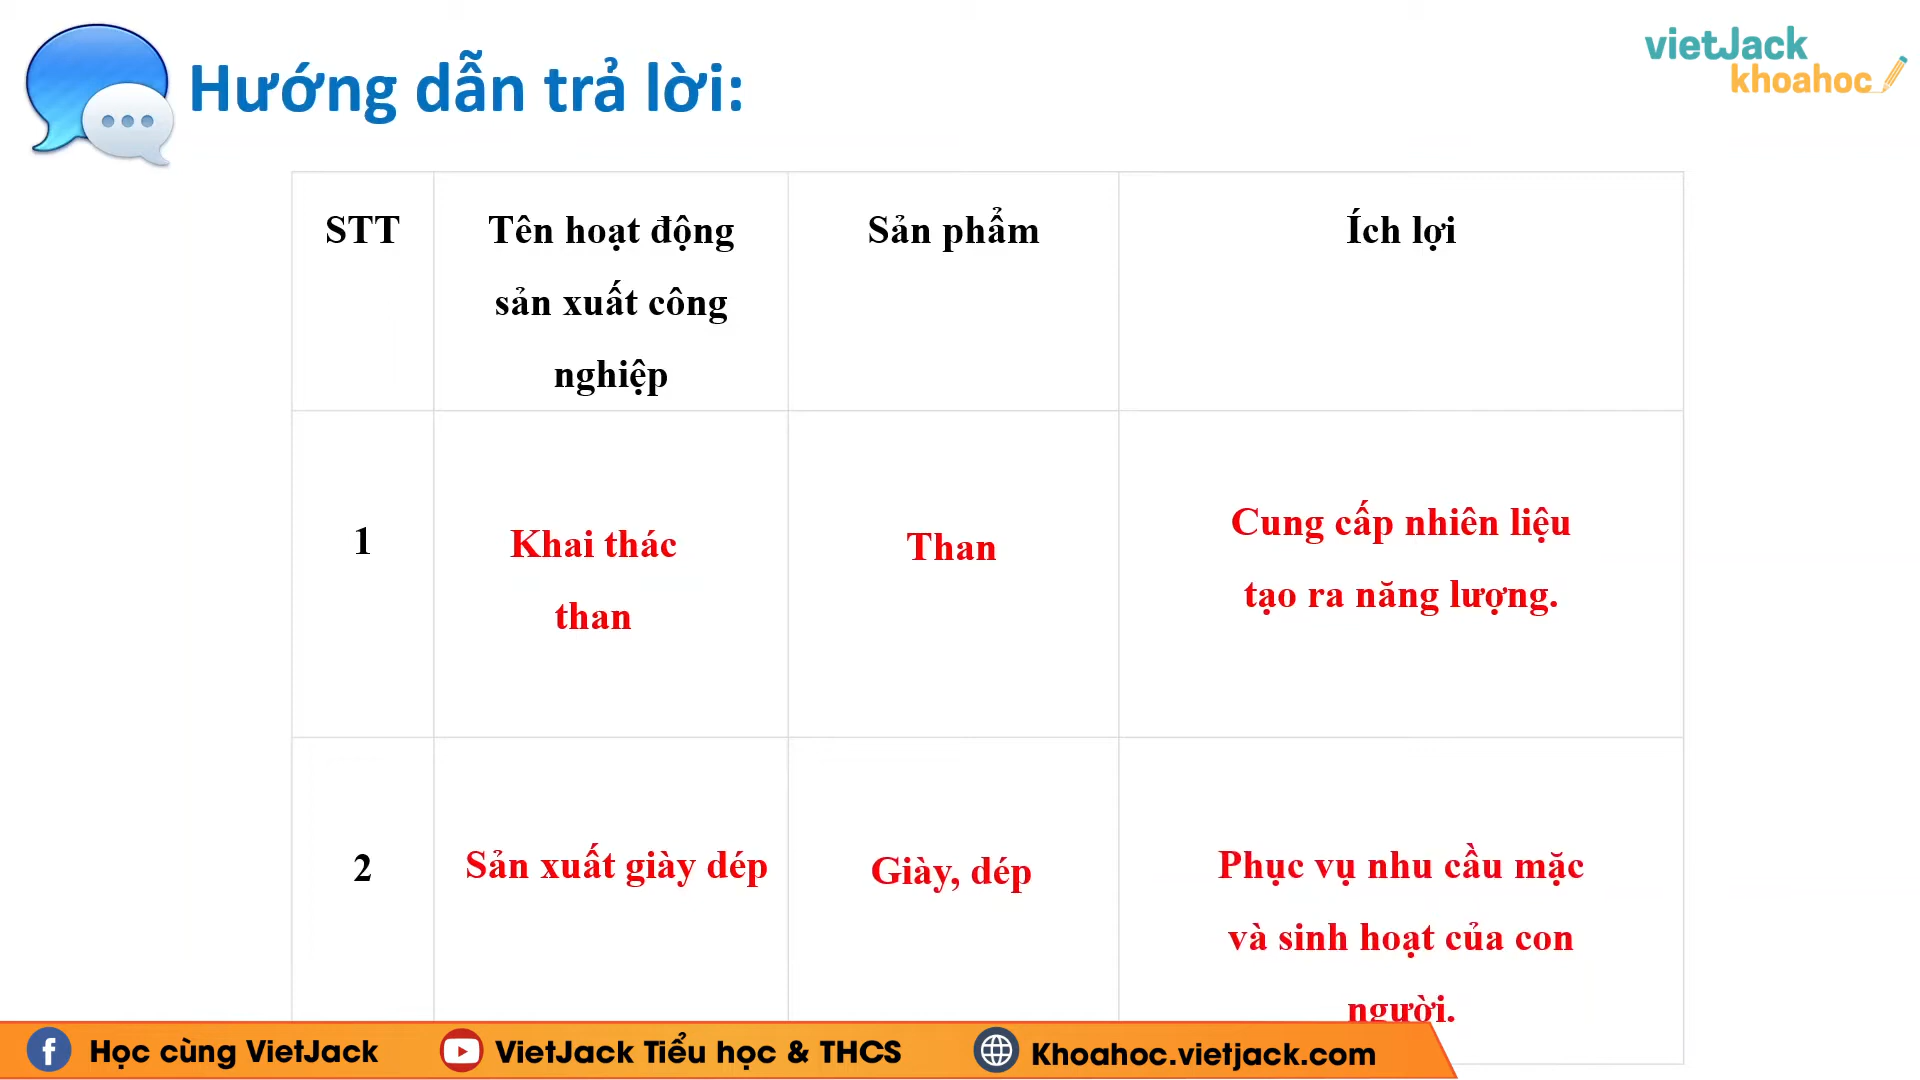 Hướng dẫn trả lời:
vietJack
khoahoc
STT
Tên hoạt động
sản xuất công
nghiệp
Sản phẩm
Ích lợi
1
Khai thác
than
Than
Cung cấp nhiên liệu
tạo ra năng lượng.
2
Sản xuất giày dép
Giày, dép
Phục vụ nhu cầu mặc
và sinh hoạt của con
người.
Học cùng VietJack
VietJack Tiểu học & THCS
Khoahoc.vietjack.com